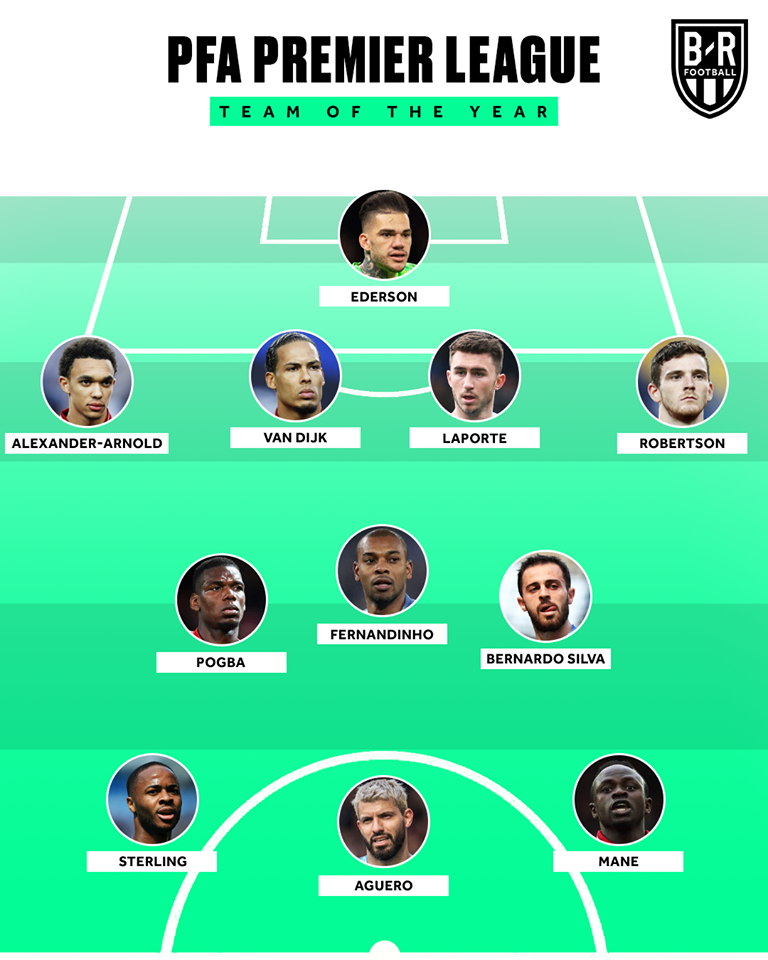 PFA PREMIER LEAGUE
B R
FOOTBALL
TEAM OF THE YEAR
EDERSON
ALEXANDER-ARNOLD
VAN DIJK
LAPORTE
ROBERTSON
POGBA
FERNANDINHO
BERNARDO SILVA
STERLING
AGUERO
MANE